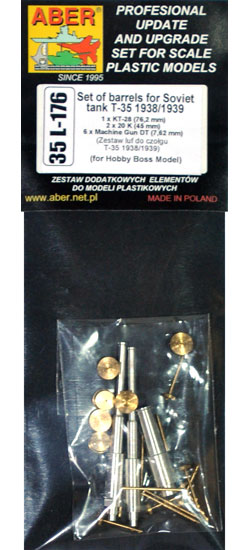 ABER
SINCE 1995
PROFESIONAL
UPDATE
AND UPGRADE
SET FOR SCALE
PLASTIC MODELS
35 L-176
Set of barrels for Soviet
tank T-35 1938/1939
1 x KT-28 (76,2 mm)
2 x 20 K (45 mm)
6 x Machine Gun DT (7,62 mm)
(Zestaw luf do czołgu
T-35 1938/1939)
(for Hobby Boss Model)
ZESTAW DODATKOWYCH ELEMENTÓW
DO MODELI PLASTIKOWYCH
www.aber.net.pl
MADE IN POLAND